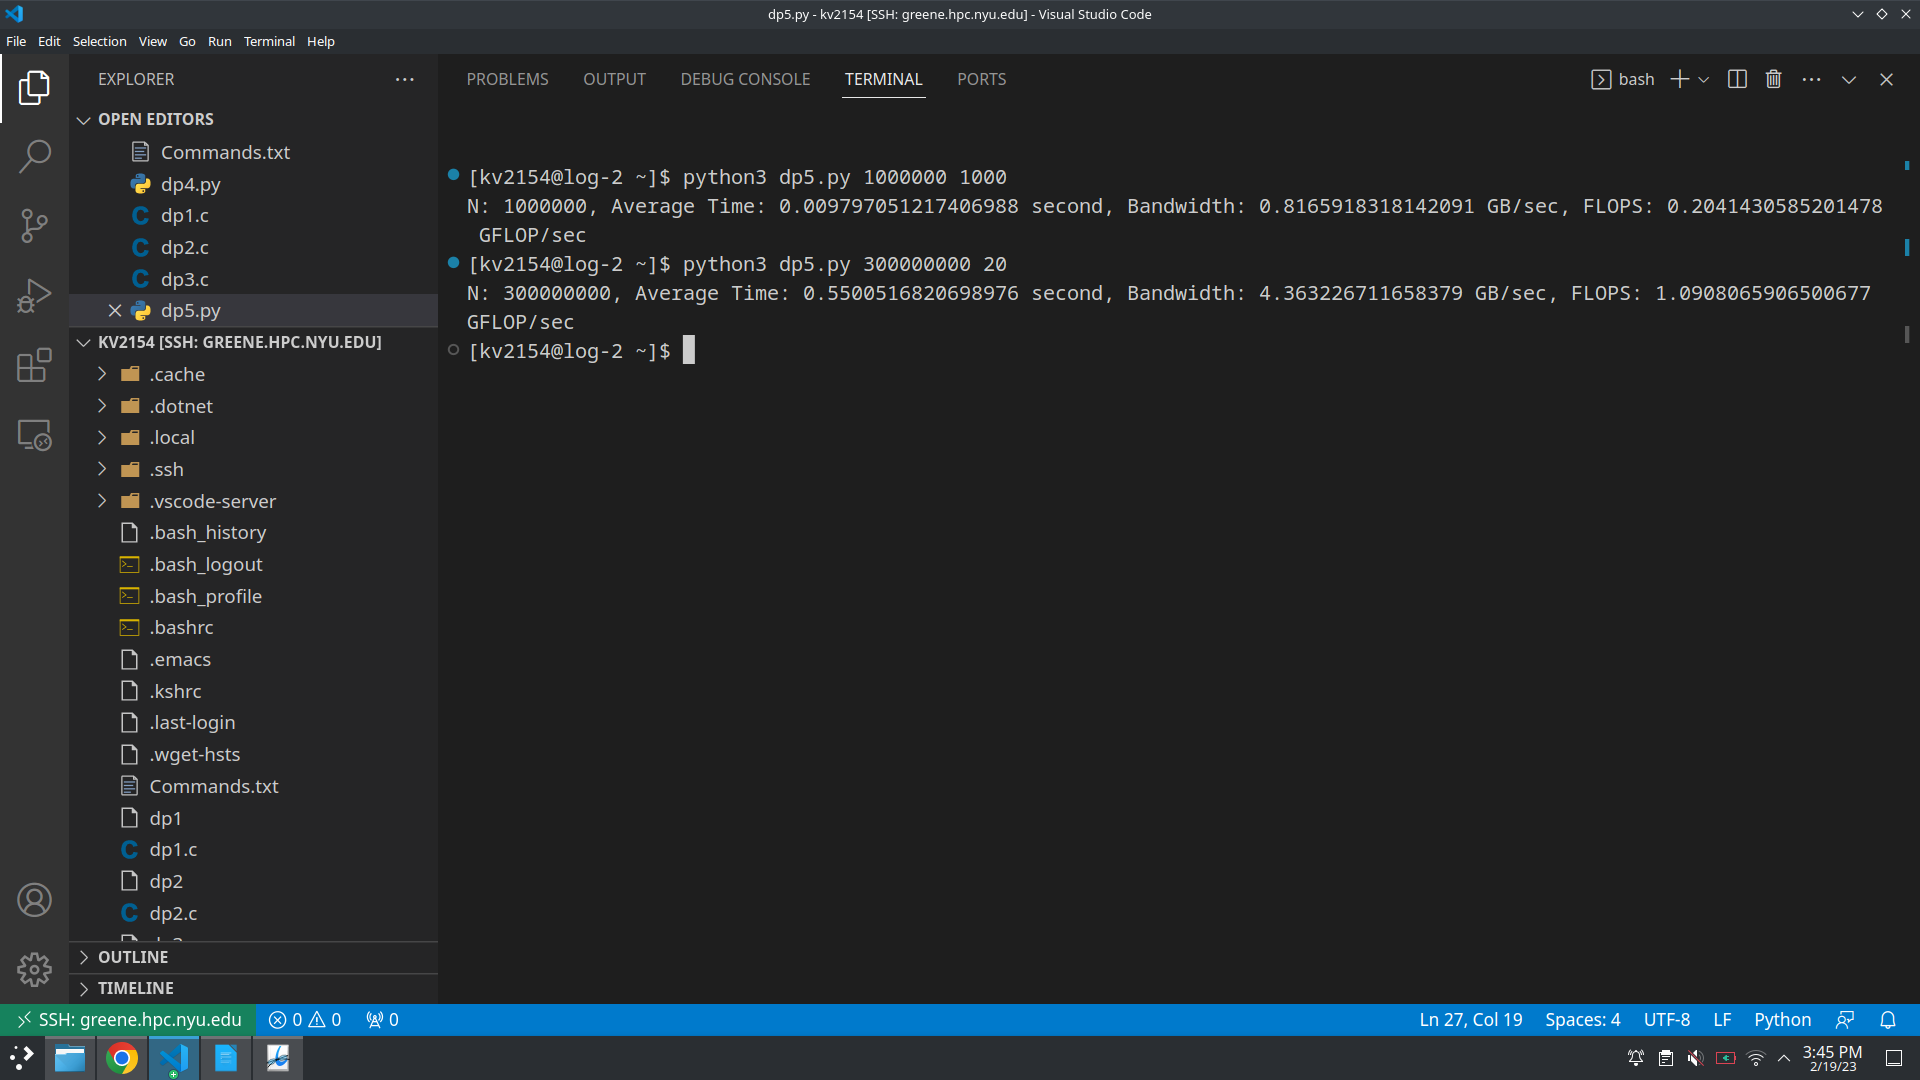 dp5.py - kv2154 [SSH: greene.hpc.nyu.edu] - Visual Studio Code
File Edit Selection View Go Run Terminal Help
EXPLORER
PROBLEMS OUTPUT DEBUG CONSOLE TERMINAL PORTS
bash
OPEN EDITORS
Commands.txt
dp4.py
dp1.c
dp2.c
dp3.c
dp5.py
KV2154 [SSH: GREENE.HPC.NYU.EDU]
.cache
.dotnet
.local
.ssh
.vscode-server
.bash_history
.bash_logout
.bash_profile
.bashrc
.emacs
.kshrc
.last-login
.wget-hsts
Commands.txt
dp1
dp1.c
dp2
dp2.c
OUTLINE
TIMELINE
[kv2154@log-2 ~]$ python3 dp5.py 1000000 1000
N: 1000000, Average Time: 0.009797051217406988 second, Bandwidth: 0.8165918318142091 GB/sec, FLOPS: 0.2041430585201478
GFLOP/sec
[kv2154@log-2 ~]$ python3 dp5.py 300000000 20
N: 300000000, Average Time: 0.5500516820698976 second, Bandwidth: 4.363226711658379 GB/sec, FLOPS: 1.0908065906500677
GFLOP/sec
[kv2154@log-2 ~]$
SSH: greene.hpc.nyu.edu 0 0 0
Ln 27, Col 19 Spaces: 4 UTF-8 LF Python
3:45 PM
2/19/23